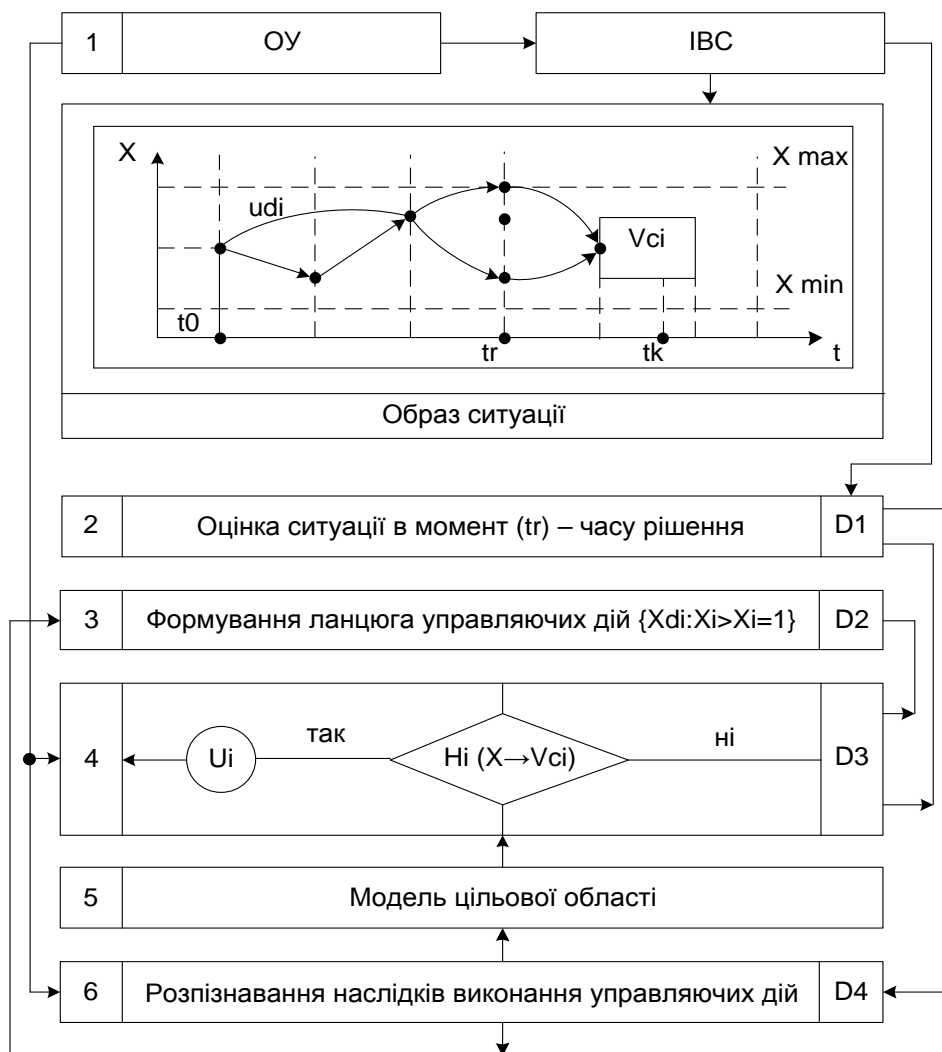 1 ОУ ІВС
X
X max
udi
Vci
X min
t0
tr tk t
Образ ситуації
2 Оцінка ситуації в момент (tr) – часу рішення D1
3 Формування ланцюга управляючих дій {Xdi:Xi>Xi=1} D2
4 Ui так Hi (X→Vci) ні D3
5 Модель цільової області
6 Розпізнавання наслідків виконання управляючих дій D4